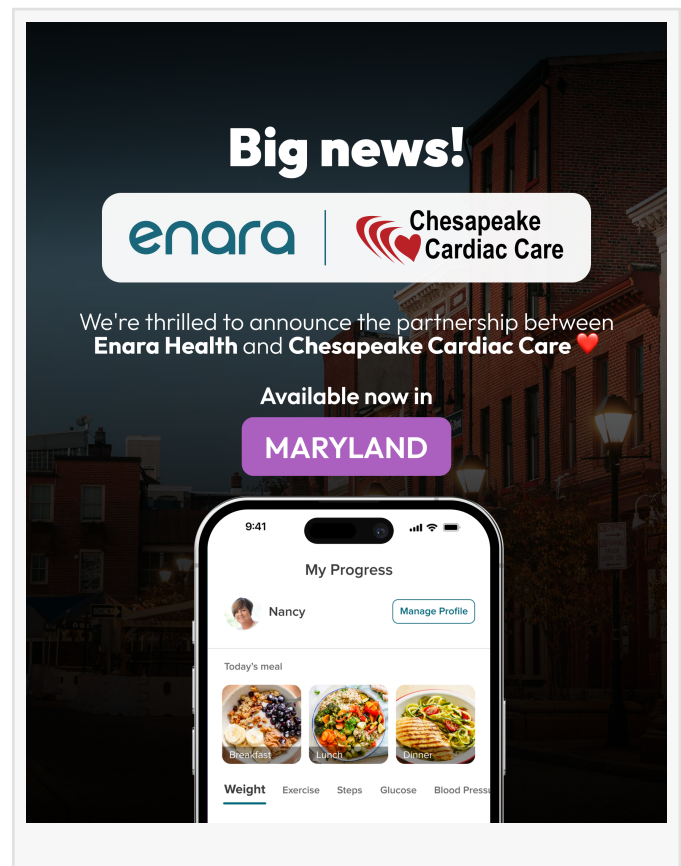 Big news!
enara
Chesapeake
Cardiac Care
We're thrilled to announce the partnership between
Enara Health and Chesapeake Cardiac Care ❤️
Available now in
MARYLAND
9:41
My Progress
Nancy
Manage Profile
Today's meal
Breakfast Lunch Dinner
Weight Exercise Steps Glucose Blood Pressu